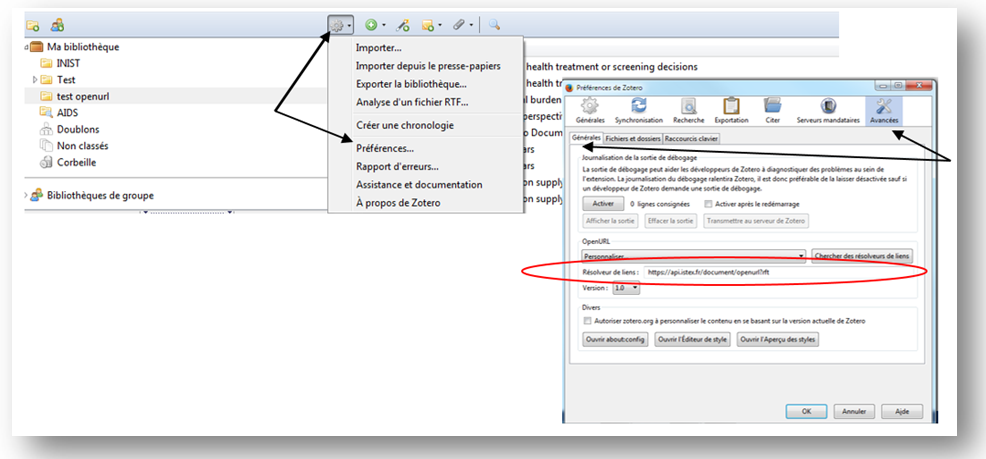 Ma bibliothèque
INIST
Test
test openurl
AIDS
Doublons
Non classés
Corbeille
Bibliothèques de groupe
Importer...
Importer depuis le presse-papiers
Exporter la bibliothèque...
Analyse d'un fichier RTF...
Créer une chronologie
Préférences...
Rapport d'erreurs...
Assistance et documentation
À propos de Zotero
health treatment or screening decisions
health
burden
perspecti
Docum
ars
ars
on supply
on supply
Préférences de Zotero
Générales Synchronisation Recherche Exportation Citer Serveurs mandataires Avancées
Générales Fichiers et dossiers Raccourcis clavier
Journalisation de la sortie de débogage
La sortie de débogage peut aider les développeurs de Zotero à diagnostiquer des problèmes au sein de
l'extension. La journalisation du débogage ralentira Zotero, il est donc préférable de la laisser désactivée sauf si
un développeur de Zotero demande une sortie de débogage.
Activer 0 lignes consignées Activer après le redémarrage
Afficher la sortie Effacer la sortie Transmettre au serveur de Zotero
OpenURL
Personnaliser Chercher des résolveurs de liens
Résolveur de liens : https://api.istex.fr/document/openurl?rft
Version : 1.0
Divers
Autoriser zotero.org à personnaliser le contenu en se basant sur la version actuelle de Zotero
Ouvrir about:config Ouvrir l'Éditeur de style Ouvrir l'Aperçu des styles
OK Annuler Aide